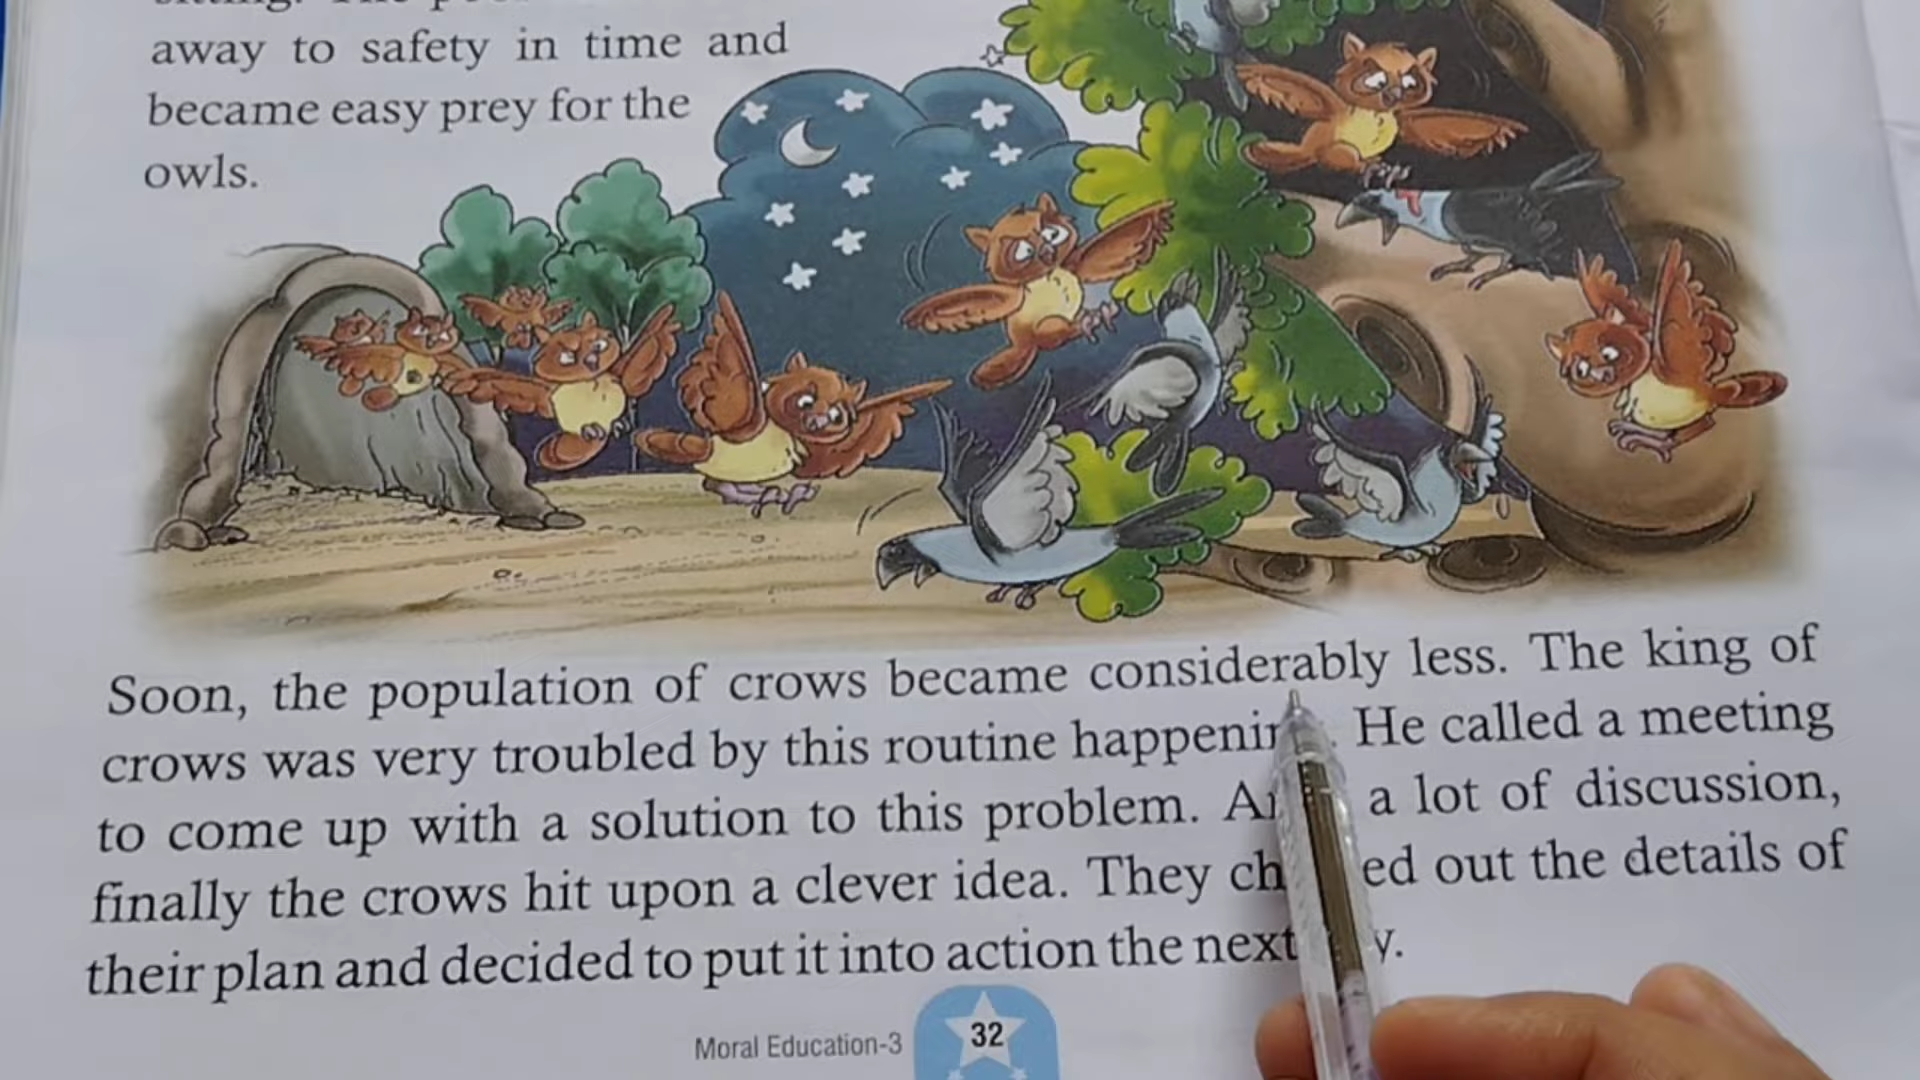 away to safety in time and
became easy prey for the
owls.
Soon, the population of crows became considerably less. The king of
crows was very troubled by this routine He called a meeting
to come up with a solution to this problem. a lot of discussion,
finally the crows hit upon a clever idea. They out the details of
their plan and decided to put it into action the next
Moral Education-3
32